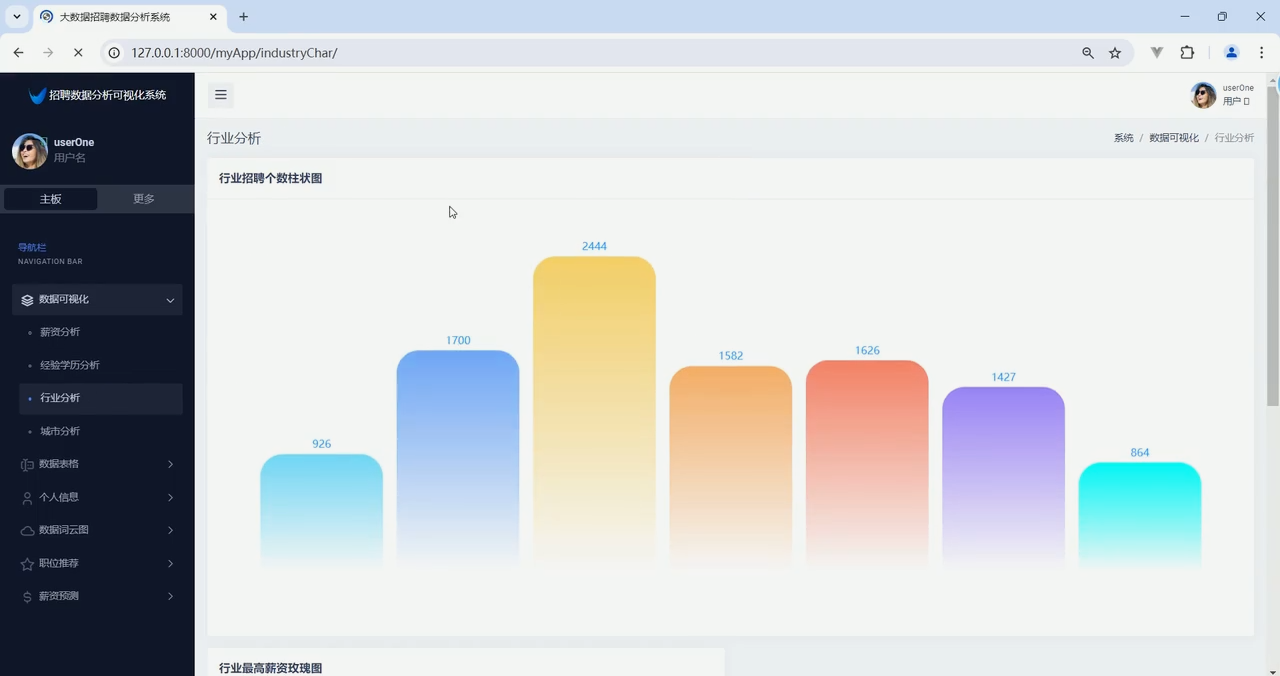 大数据招聘数据分析系统
127.0.0.1:8000/myApp/industryChar/
招聘数据分析可视化系统
userOne
用户名
主板
更多
导航栏
NAVIGATION BAR
数据可视化
薪资分析
经验学历分析
行业分析
城市分析
数据表格
个人信息
数据词云图
职位推荐
薪资预测
userOne
用户
行业分析
系统 / 数据可视化 / 行业分析
行业招聘个数柱状图
926
1700
2444
1582
1626
1427
864
行业最高薪资玫瑰图